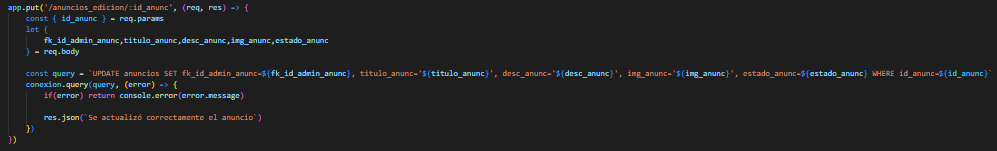 app.put('/anuncios_edicion/:id_anunc', (req, res) => {
    const { id_anunc } = req.params
    let {
        fk_id_admin_anunc,titulo_anunc,desc_anunc,img_anunc,estado_anunc
    } = req.body
    const query = `UPDATE anuncios SET fk_id_admin_anunc=${fk_id_admin_anunc}, titulo_anunc='${titulo_anunc}', desc_anunc='${desc_anunc}', img_anunc='${img_anunc}', estado_anunc=${estado_anunc} WHERE id_anunc=${id_anunc}`
    conexion.query(query, (error) => {
        if(error) return console.error(error.message)
        res.json(`Se actualizó correctamente el anuncio`)
    })
})